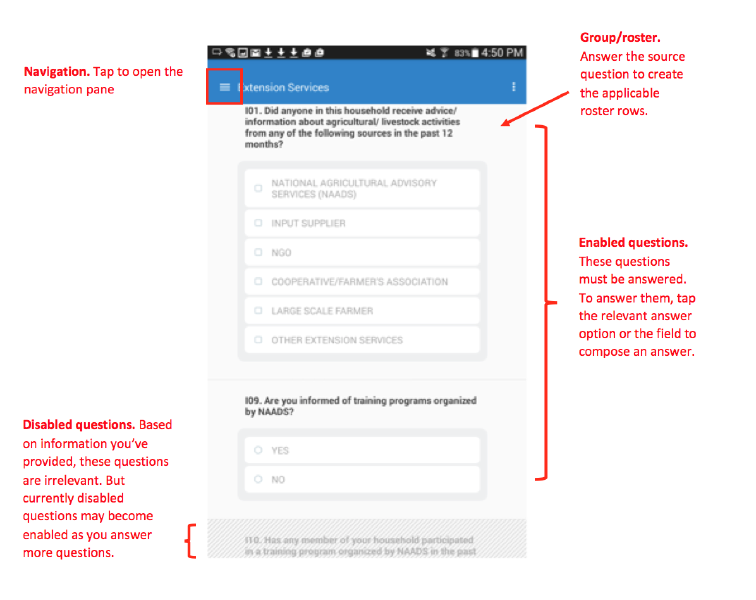 Group/roster.
Answer the source
question to create
the applicable
roster rows.
Navigation. Tap to open the
navigation pane
83% 4:50 PM
Extension Services
I01. Did anyone in this household receive advice/
information about agricultural/ livestock activities
from any of the following sources in the past 12
months?
NATIONAL AGRICULTURAL ADVISORY
SERVICES (NAADS)
INPUT SUPPLIER
NGO
COOPERATIVE/FARMER'S ASSOCIATION
LARGE SCALE FARMER
OTHER EXTENSION SERVICES
Enabled questions.
These questions
must be answered.
To answer them, tap
the relevant answer
option or the field to
compose an answer.
I09. Are you informed of training programs organized
by NAADS?
YES
NO
Disabled questions. Based
on information you've
provided, these questions
are irrelevant. But
currently disabled
questions may become
enabled as you answer
more questions.
I10. Has any member of your household participated
in a training program organized by NAADS in the past